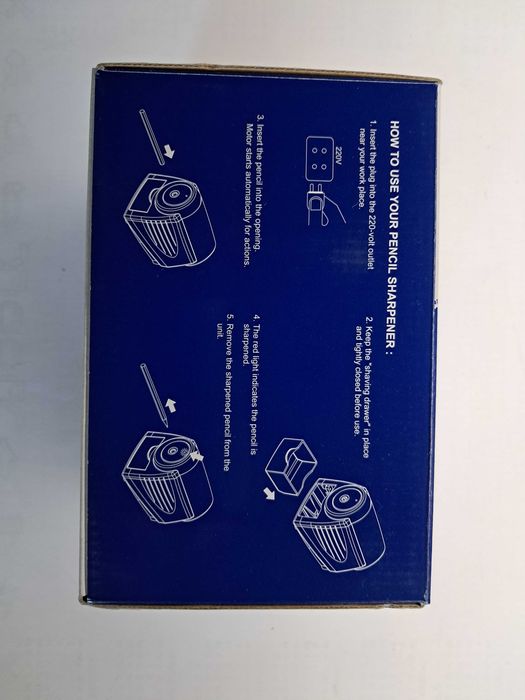 HOW TO USE YOUR PENCIL SHARPENER :
1. Insert the plug into the 220-volt outlet
near your work place.
220V
2. Keep the "shaving drawer" in place
and tightly closed before use.
3. Insert the pencil into the opening.
Motor starts automatically for actions.
4. The red light indicates the pencil is
sharpened.
5. Remove the sharpened pencil from the
unit.